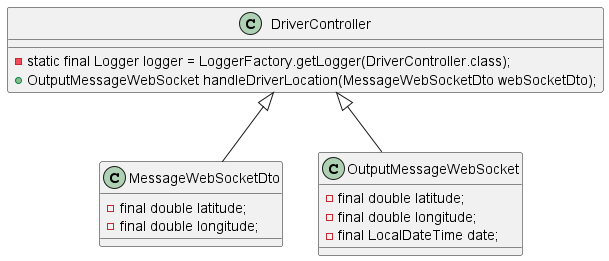 C DriverController
static final Logger logger = LoggerFactory.getLogger(DriverController.class);
OutputMessageWebSocket handleDriverLocation(MessageWebSocketDto webSocketDto);
C MessageWebSocketDto
final double latitude;
final double longitude;
C OutputMessageWebSocket
final double latitude;
final double longitude;
final LocalDateTime date;